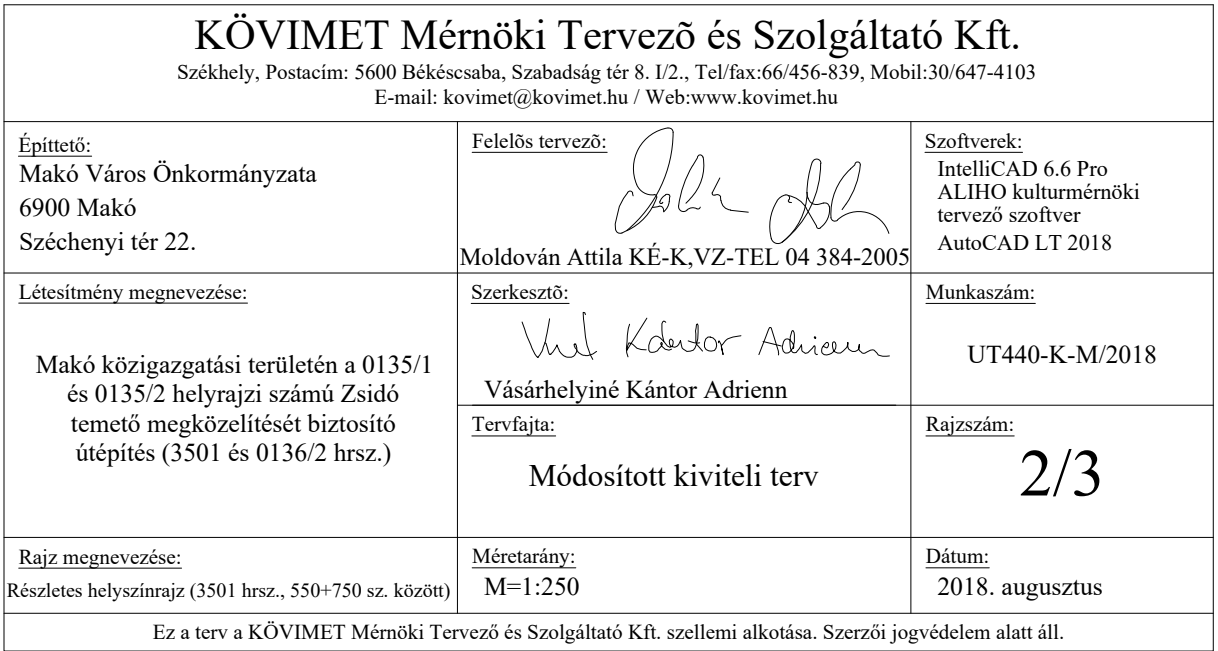 KÖVIMET Mérnöki Tervezõ és Szolgáltató Kft.
Székhely, Postacím: 5600 Békéscsaba, Szabadság tér 8. I/2., Tel/fax:66/456-839, Mobil:30/647-4103
E-mail: kovimet@kovimet.hu / Web:www.kovimet.hu
Építtető:
Makó Város Önkormányzata
6900 Makó
Széchenyi tér 22.
Felelõs tervezõ:
Moldován Attila KÉ-K,VZ-TEL 04 384-2005
Szoftverek:
IntelliCAD 6.6 Pro
ALIHO kulturmérnöki
tervező szoftver
AutoCAD LT 2018
Létesítmény megnevezése:
Makó közigazgatási területén a 0135/1
és 0135/2 helyrajzi számú Zsidó
temető megközelítését biztosító
útépítés (3501 és 0136/2 hrsz.)
Szerkesztõ:
Kántor Adrienn
Vásárhelyiné Kántor Adrienn
Munkaszám:
UT440-K-M/2018
Tervfajta:
Módosított kiviteli terv
Rajzszám:
2/3
Rajz megnevezése:
Részletes helyszínrajz (3501 hrsz., 550+750 sz. között)
Méretarány:
M=1:250
Dátum:
2018. augusztus
Ez a terv a KÖVIMET Mérnöki Tervező és Szolgáltató Kft. szellemi alkotása. Szerzői jogvédelem alatt áll.